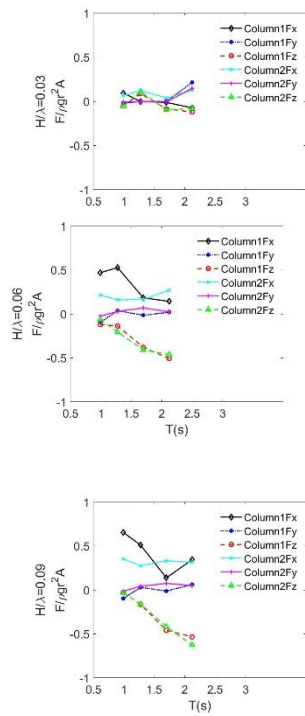 H/λ=0.03
F/ρgr²A
1
0.5
0
-0.5
-1
0.5 1 1.5 2 2.5 3
Column1Fx
Column1Fy
Column1Fz
Column2Fx
Column2Fy
Column2Fz
H/λ=0.06
F/ρgr²A
1
0.5
0
-0.5
-1
0.5 1 1.5 2 2.5 3
T(s)
Column1Fx
Column1Fy
Column1Fz
Column2Fx
Column2Fy
Column2Fz
H/λ=0.09
F/ρgr²A
1
0.5
0
-0.5
-1
0.5 1 1.5 2 2.5 3
T(s)
Column1Fx
Column1Fy
Column1Fz
Column2Fx
Column2Fy
Column2Fz